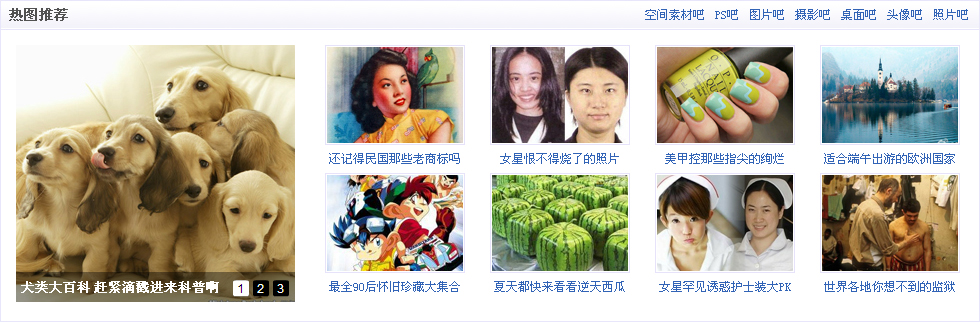 热图推荐
空间素材吧 PS吧 图片吧 摄影吧 桌面吧 头像吧 照片吧
犬类大百科 赶紧滴戳进来科普啊 1 2 3
还记得民国那些老商标吗
女星恨不得烧了的照片
美甲控那些指尖的绚烂
适合端午出游的欧洲国家
最全90后怀旧珍藏大集合
夏天都快来看看逆天西瓜
女星罕见诱惑护士装大PK
世界各地你想不到的监狱